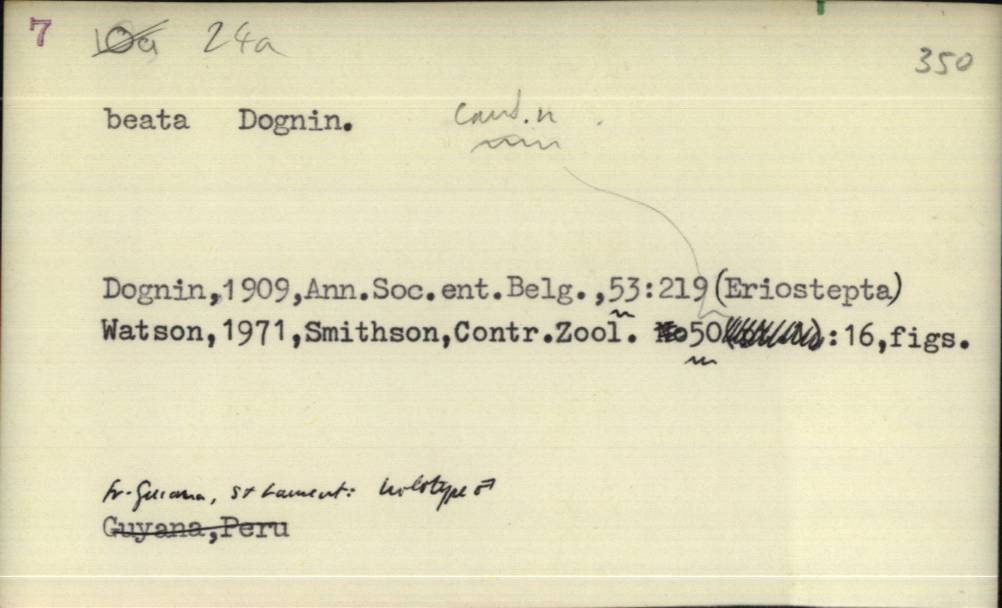 7 10a 24a
350
beata Dognin. Comb. n.
Dognin,1909,Ann.Soc.ent.Belg.,53:219(Eriostepta)
Watson,1971,Smithson,Contr.Zool. No50 :16,figs.
Fr. Guiana, St Laurent: holotype ♂
Guyana,Peru